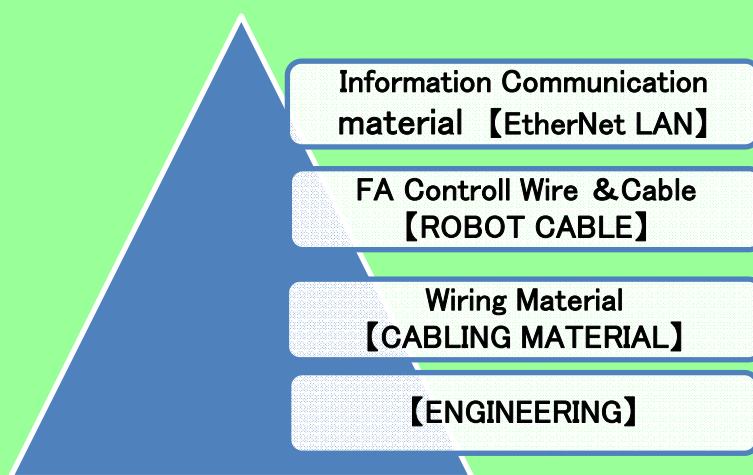 Information Communication
material 【EtherNet LAN】
FA Controll Wire &Cable
【ROBOT CABLE】
Wiring Material
【CABLING MATERIAL】
【ENGINEERING】